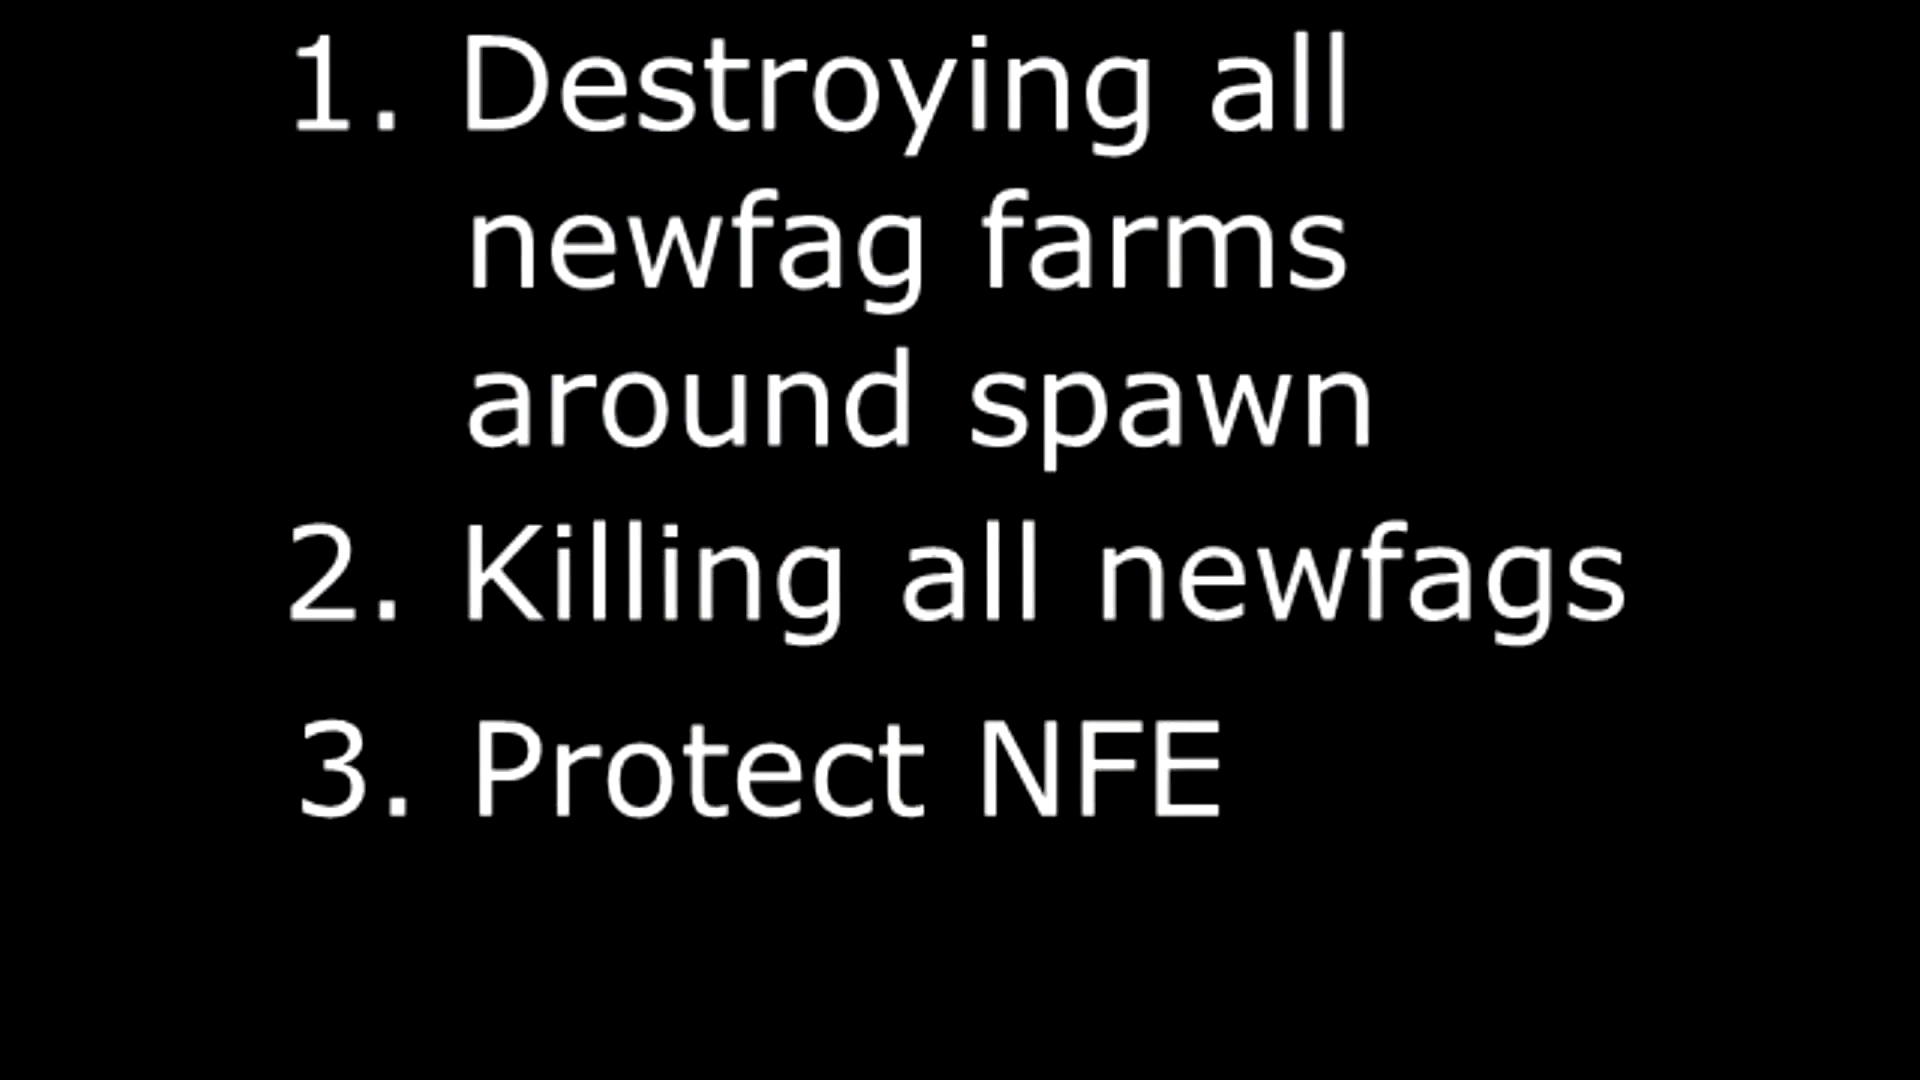 1. Destroying all
newfag farms
around spawn
2. Killing all newfags
3. Protect NFE